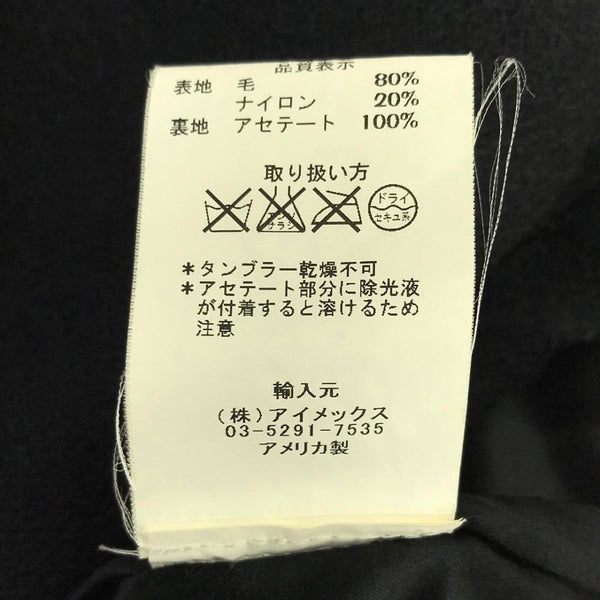 品質表示
表地 毛 80%
ナイロン 20%
裏地 アセテート 100%
取り扱い方
サラシ
ドライ
セキユ系
*タンブラー乾燥不可
*アセテート部分に除光液
が付着すると溶けるため
注意
輸入元
(株)アイメックス
03-5291-7535
アメリカ製